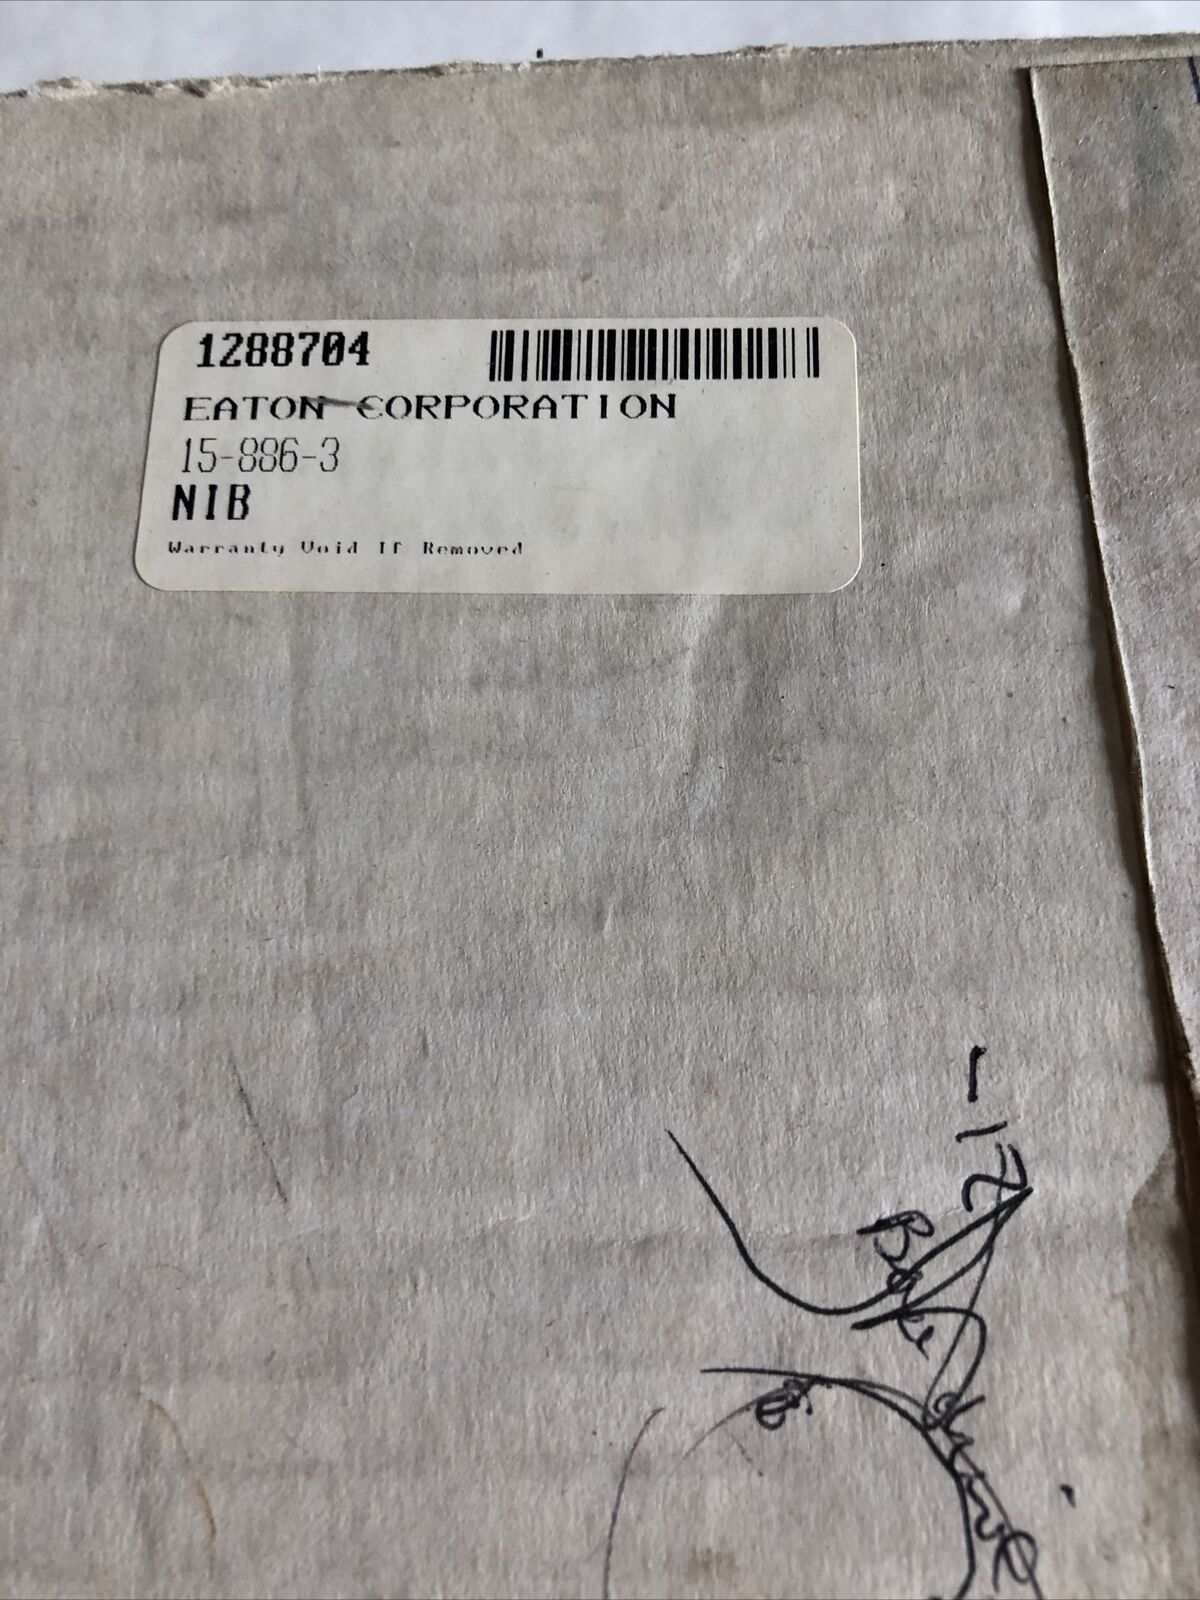 1288704
EATON CORPORATION
15-886-3
NIB
Warranty Void If Removed